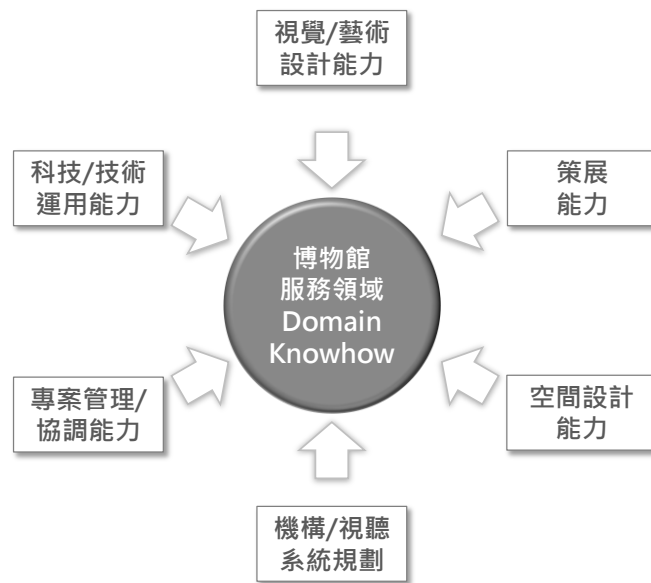 視覺/藝術
設計能力
科技/技術
運用能力
策展
能力
博物館
服務領域
Domain
Knowhow
專案管理/
協調能力
空間設計
能力
機構/視聽
系統規劃